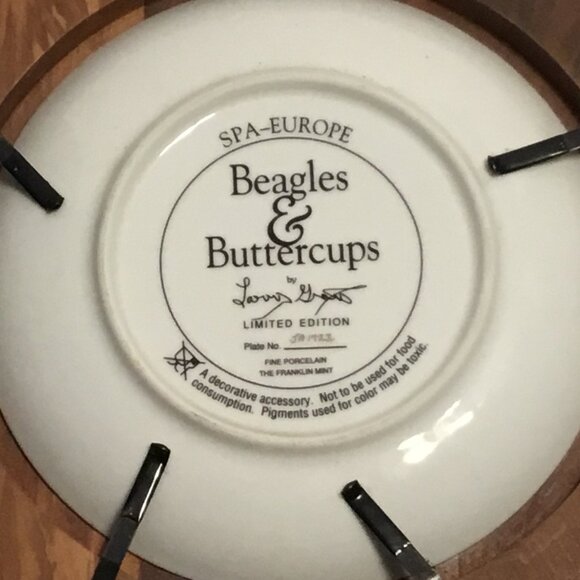 SPA-EUROPE
Beagles
&
Buttercups
by
LIMITED EDITION
Plate No.
FINE PORCELAIN
THE FRANKLIN MINT
A decorative accessory. Not to be used for food
consumption. Pigments used for color may be toxic.